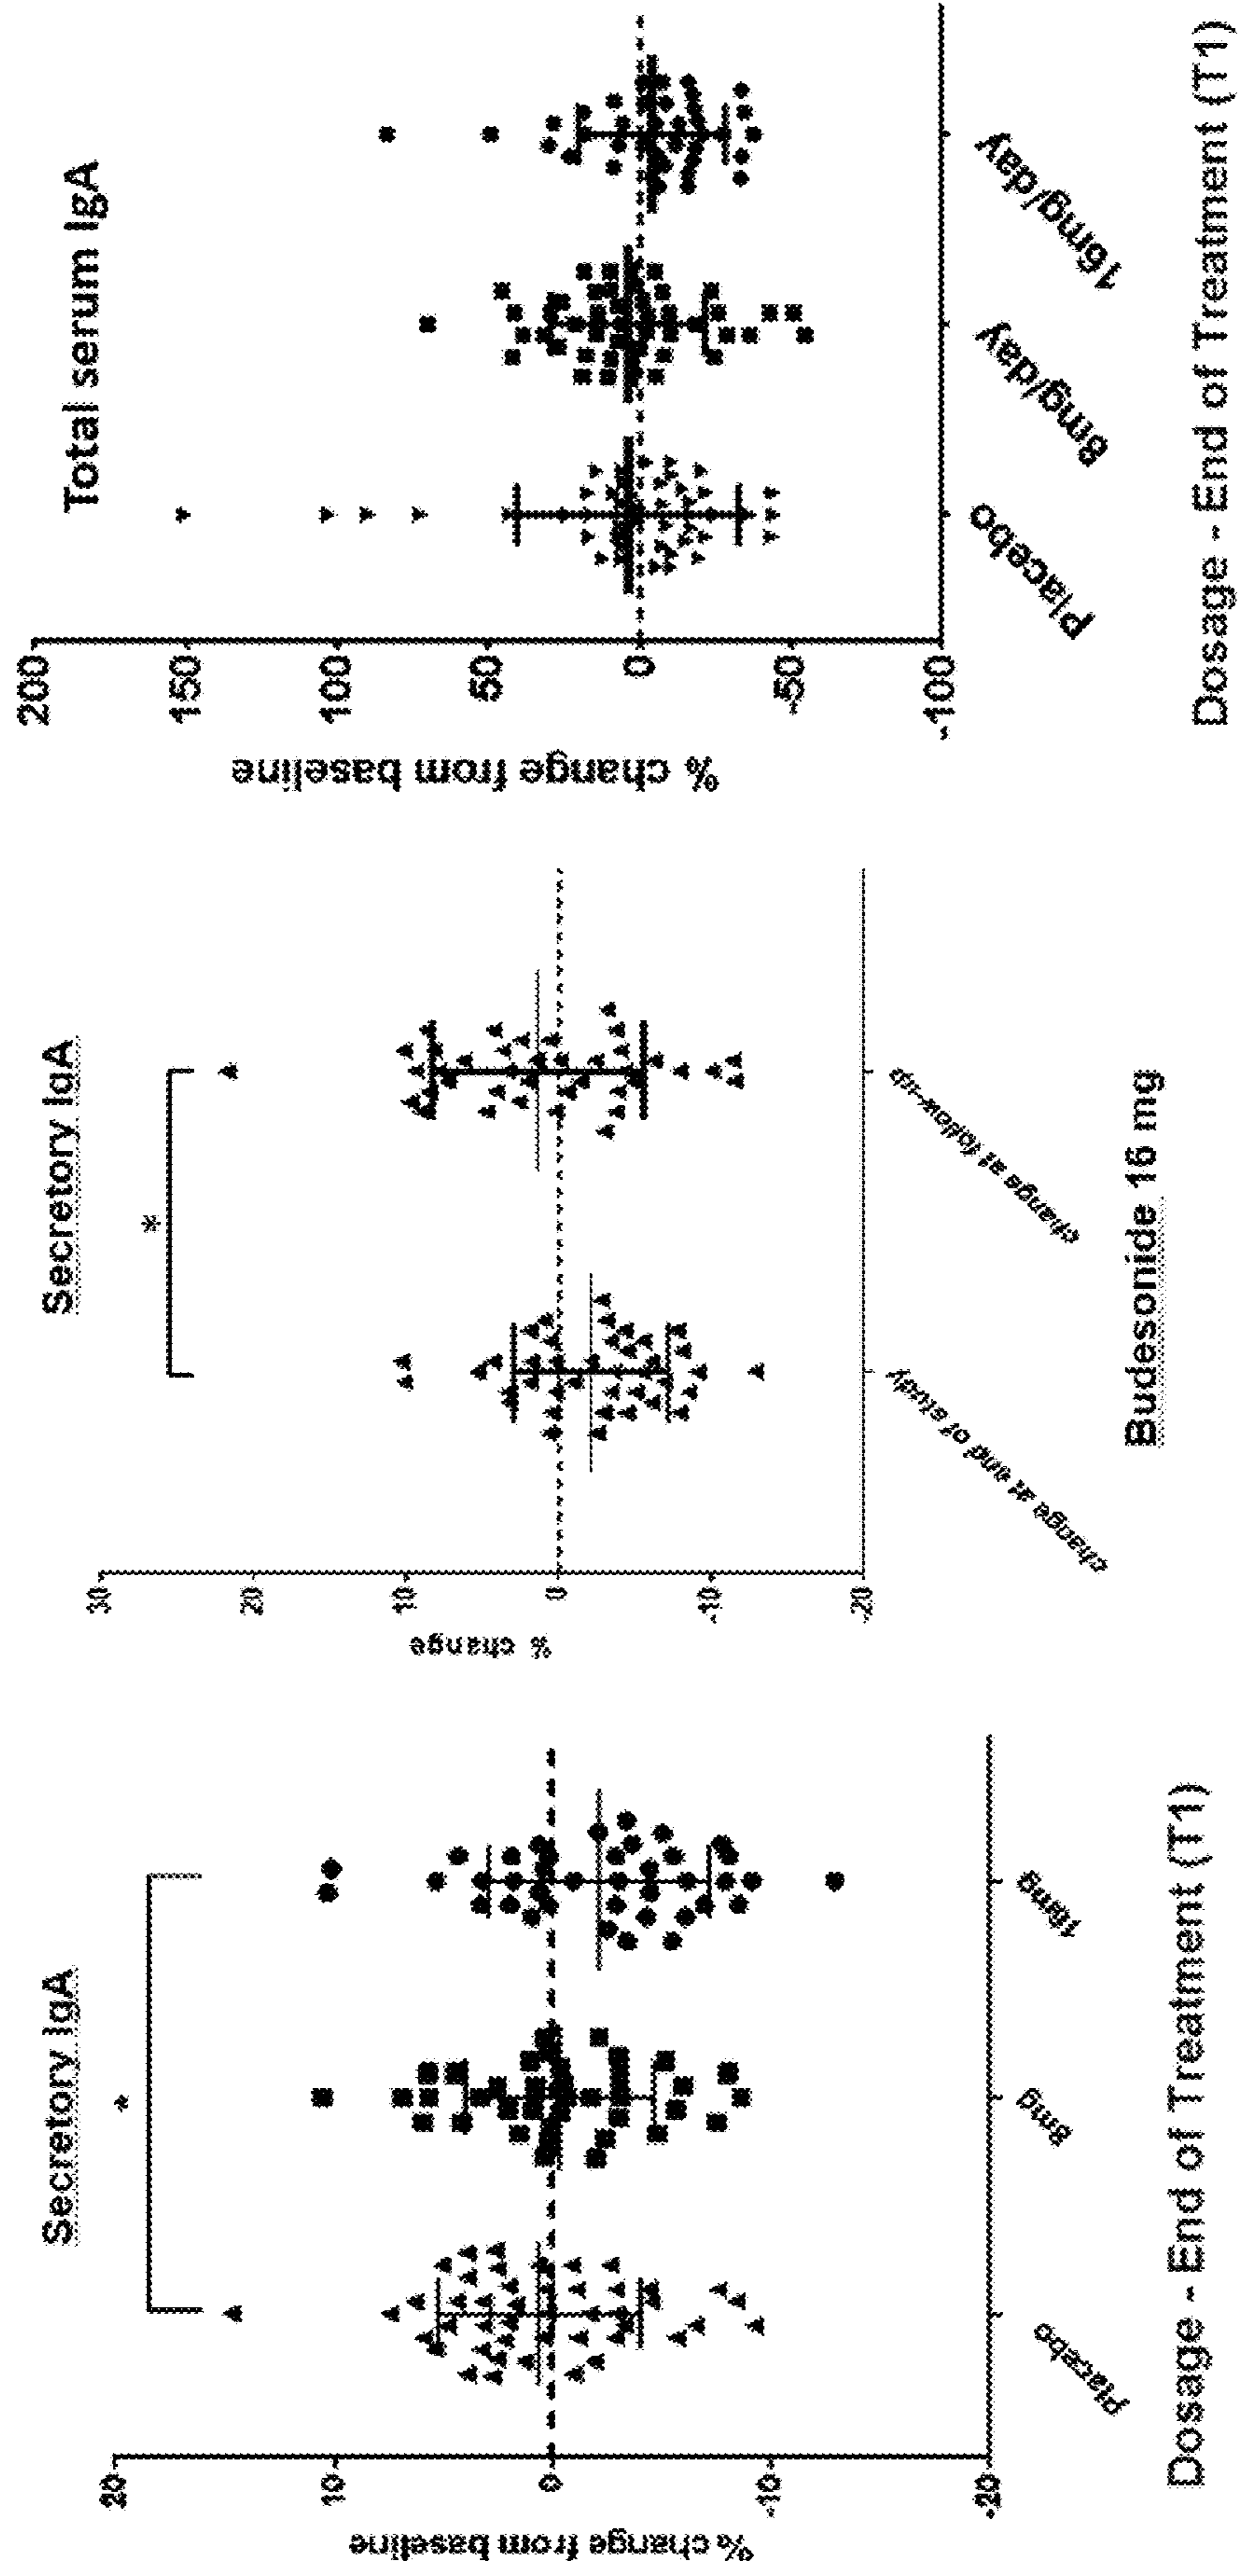 Secretory IgA
*
% change from baseline
20
10
0
-10
-20
Placebo
8mg
16mg
Dosage - End of Treatment (T1)
Secretory IgA
*
% change
30
20
10
0
-10
-20
change at end of study
change at follow-up
Budesonide 16 mg
Total serum IgA
% change from baseline
200
150
100
50
0
-50
-100
Placebo
8mg/day
16mg/day
Dosage - End of Treatment (T1)